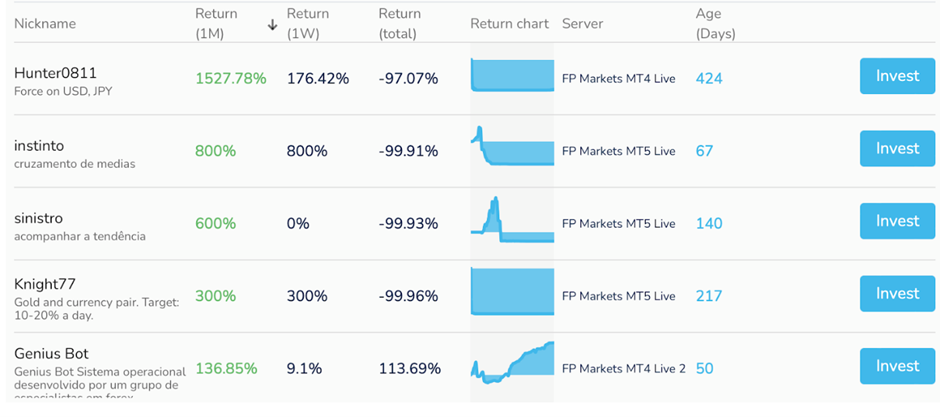 Nickname
Return
(1M)
↓
Return
(1W)
Return
(total)
Return chart
Server
Age
(Days)
Hunter0811
Force on USD, JPY
1527.78%
176.42%
-97.07%
FP Markets MT4 Live
424
Invest
instinto
cruzamento de medias
800%
800%
-99.91%
FP Markets MT5 Live
67
Invest
sinistro
acompanhar a tendência
600%
0%
-99.93%
FP Markets MT5 Live
140
Invest
Knight77
Gold and currency pair. Target:
10-20% a day.
300%
300%
-99.96%
FP Markets MT5 Live
217
Invest
Genius Bot
Genius Bot Sistema operacional
desenvolvido por um grupo de
especialistas em forex
136.85%
9.1%
113.69%
FP Markets MT4 Live 2
50
Invest